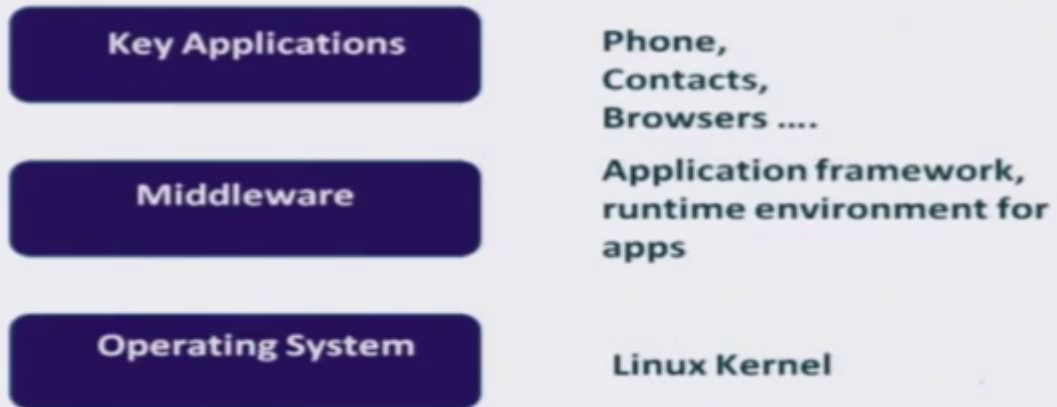 Key Applications
Phone,
Contacts,
Browsers ....
Middleware
Application framework,
runtime environment for
apps
Operating System
Linux Kernel